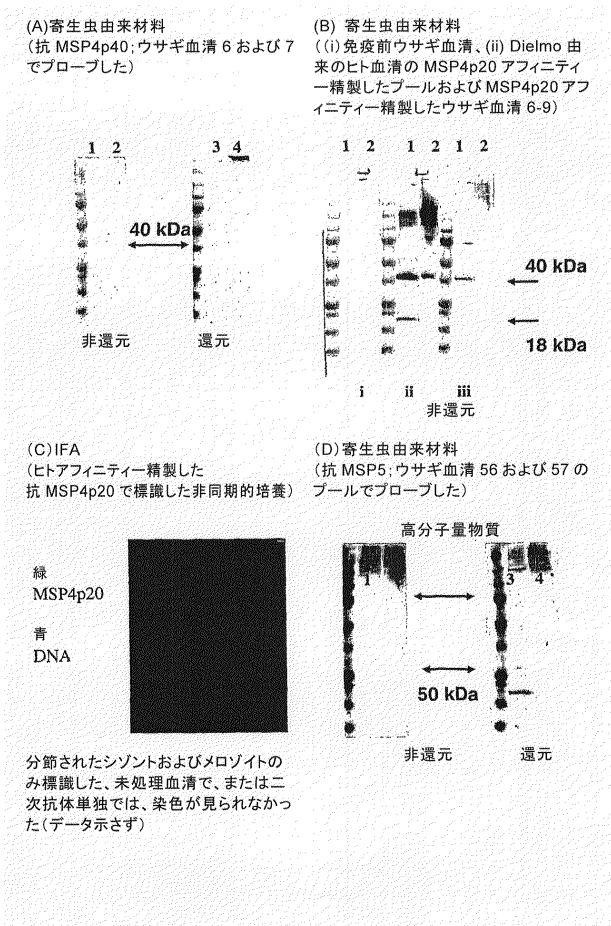 (A)寄生虫由来材料
(抗 MSP4p40;ウサギ血清 6 および 7
でプローブした)
1 2
3 4
40 kDa
非還元
還元
(B) 寄生虫由来材料
((i)免疫前ウサギ血清、(ii) Dielmo 由
来のヒト血清の MSP4p20 アフィニティ
ー精製したプールおよび MSP4p20 アフ
ィニティー精製したウサギ血清 6-9)
1 2 1 2 1 2
40 kDa
18 kDa
i ii iii
非還元
(C)IFA
(ヒトアフィニティー精製した
抗 MSP4p20 で標識した非同期的培養)
緑
MSP4p20
青
DNA
分節されたシゾントおよびメロゾイトの
み標識した、未処理血清で、または二
次抗体単独では、染色が見られなかっ
た(データ示さず)
(D)寄生虫由来材料
(抗 MSP5;ウサギ血清 56 および 57 の
プールでプローブした)
高分子量物質
1
3 4
50 kDa
非還元
還元